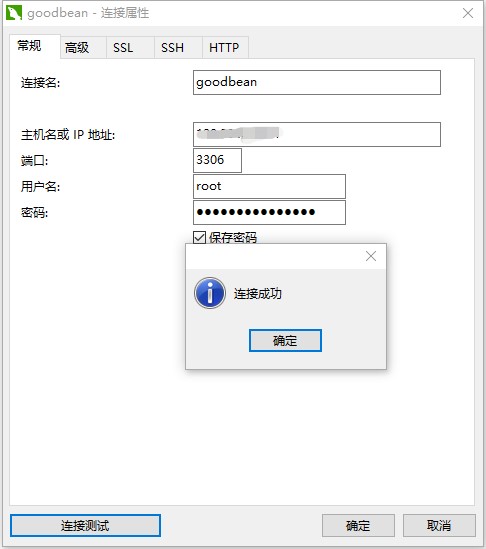 goodbean - 连接属性
常规 高级 SSL SSH HTTP
连接名: goodbean
主机名或 IP 地址:
端口: 3306
用户名: root
密码: ●●●●●●●●●●●●●●●
保存密码
连接成功
确定
连接测试 确定 取消